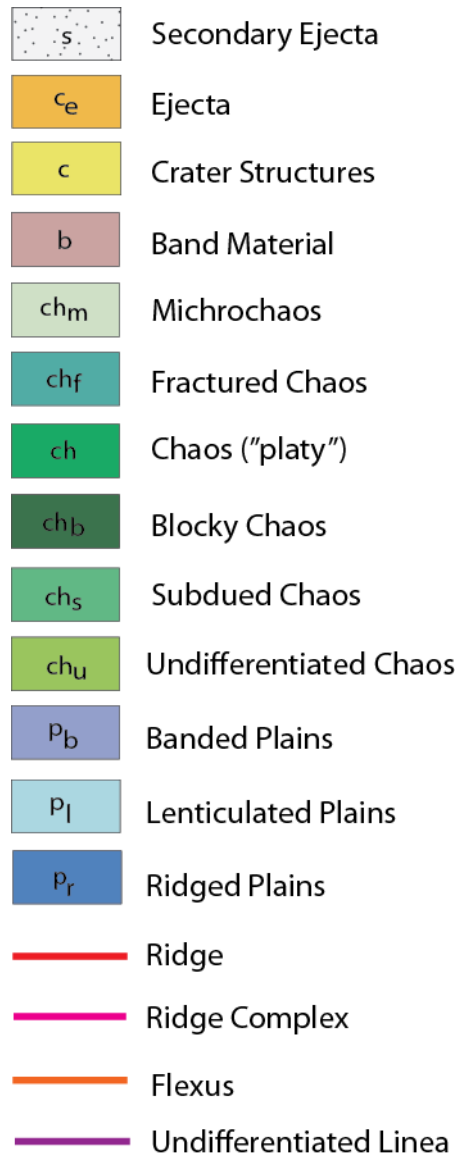 s Secondary Ejecta
ce Ejecta
c Crater Structures
b Band Material
chm Michrochaos
chf Fractured Chaos
ch Chaos ("platy")
chb Blocky Chaos
chs Subdued Chaos
chu Undifferentiated Chaos
pb Banded Plains
pl Lenticulated Plains
pr Ridged Plains
Ridge
Ridge Complex
Flexus
Undifferentiated Linea